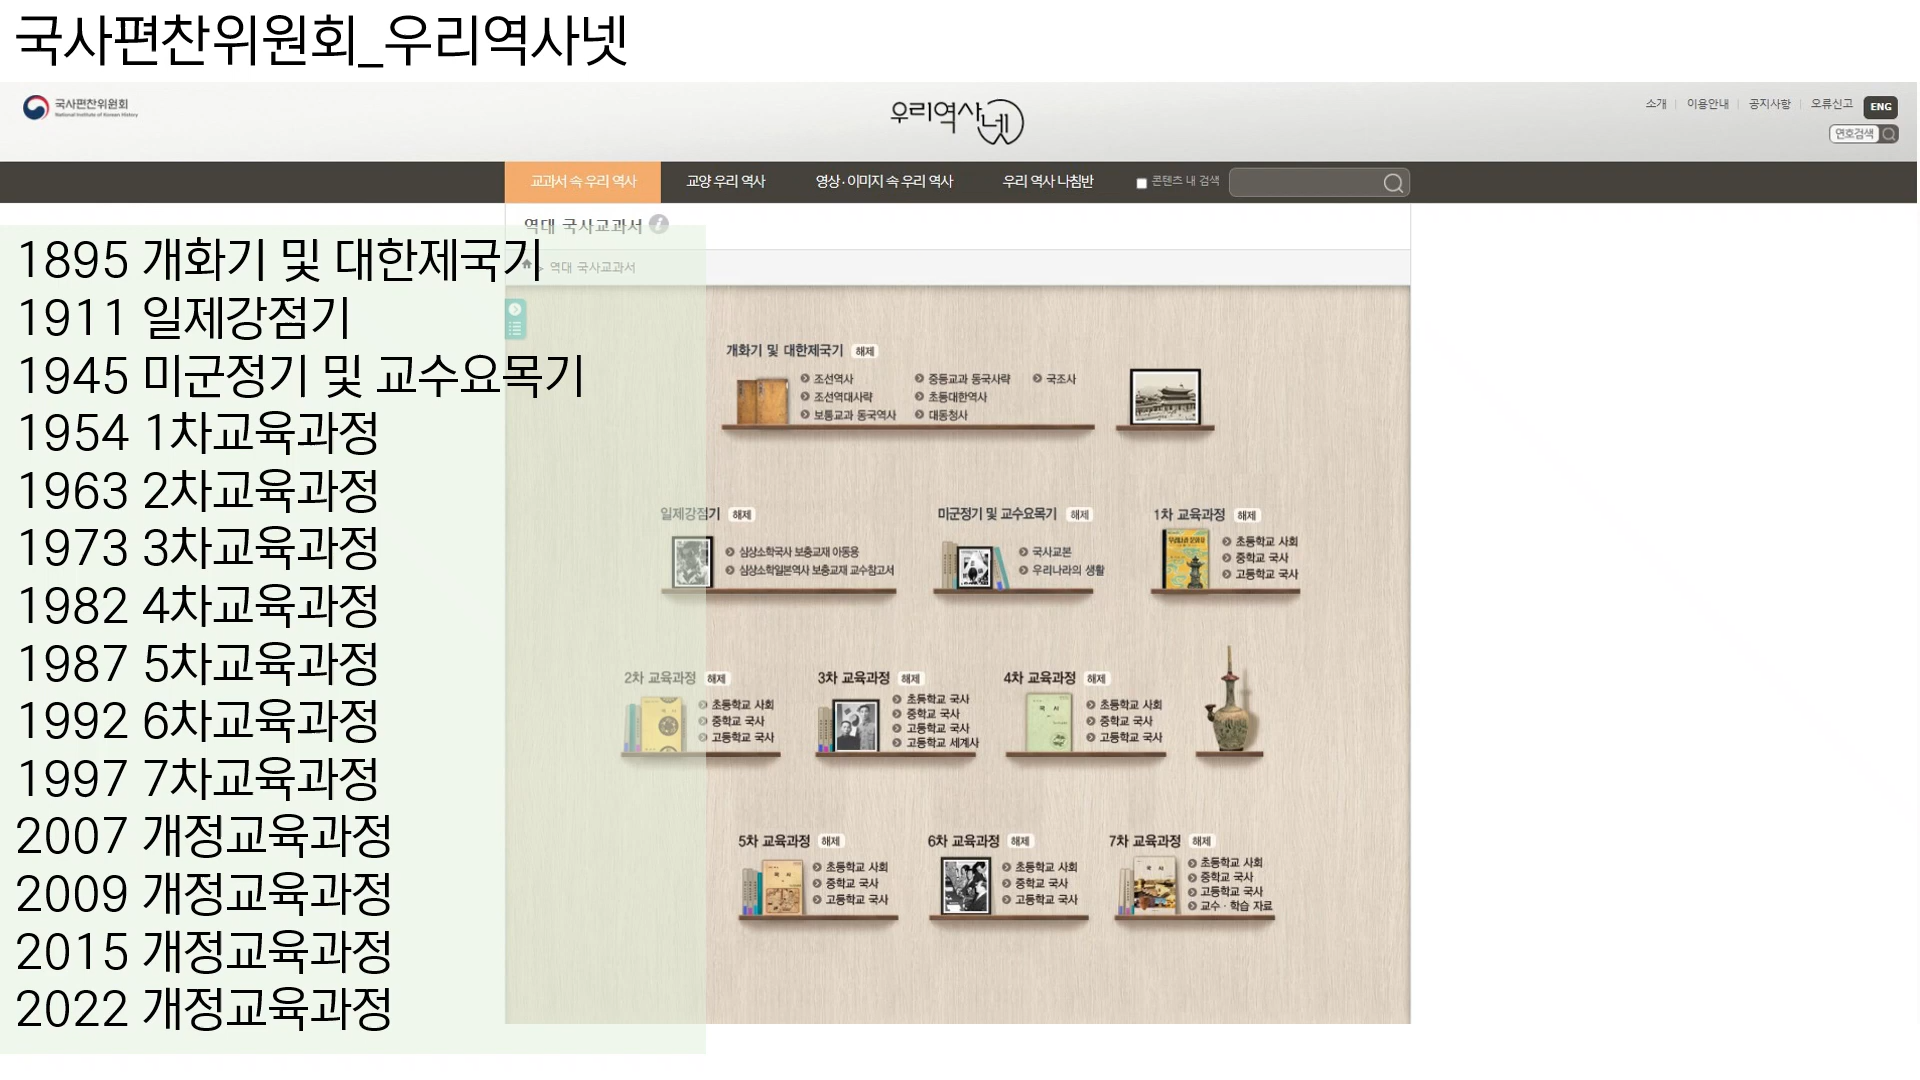 국사편찬위원회_우리역사넷
국사편찬위원회
National Institute of Korean History
우리역사넷
소개 이용안내 공지사항 오류신고 ENG
연호검색
교과서 속 우리 역사 교양 우리 역사 영상·이미지 속 우리 역사 우리 역사 나침반 콘텐츠 내 검색
역대 국사교과서
> 역대 국사교과서
1895 개화기 및 대한제국기
1911 일제강점기
1945 미군정기 및 교수요목기
1954 1차교육과정
1963 2차교육과정
1973 3차교육과정
1982 4차교육과정
1987 5차교육과정
1992 6차교육과정
1997 7차교육과정
2007 개정교육과정
2009 개정교육과정
2015 개정교육과정
2022 개정교육과정
개화기 및 대한제국기 해제
조선역사 중등교과 동국사략 국조사
조선역대사략 초등대한역사
보통교과 동국역사 대동청사
일제강점기 해제
심상소학국사 보충교재 아동용
심상소학일본역사 보충교재 교수참고서
미군정기 및 교수요목기 해제
국사교본
우리나라의 생활
1차 교육과정 해제
초등학교 사회
중학교 국사
고등학교 국사
2차 교육과정 해제
초등학교 사회
중학교 국사
고등학교 국사
3차 교육과정 해제
초등학교 국사
중학교 국사
고등학교 국사
고등학교 세계사
4차 교육과정 해제
초등학교 사회
중학교 국사
고등학교 국사
5차 교육과정 해제
초등학교 사회
중학교 국사
고등학교 국사
6차 교육과정 해제
초등학교 사회
중학교 국사
고등학교 국사
7차 교육과정 해제
초등학교 사회
중학교 국사
고등학교 국사
교수·학습 자료